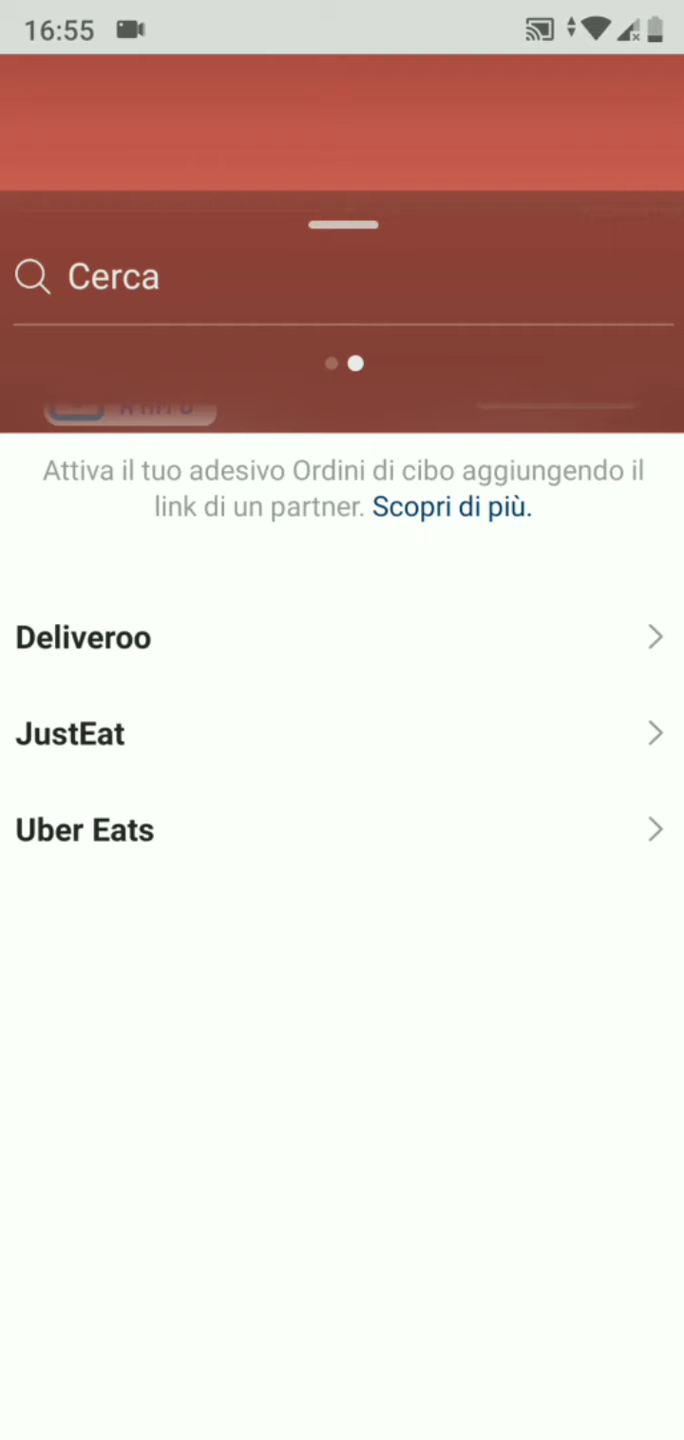 16:55
Cerca
Attiva il tuo adesivo Ordini di cibo aggiungendo il
link di un partner. Scopri di più.
Deliveroo
JustEat
Uber Eats